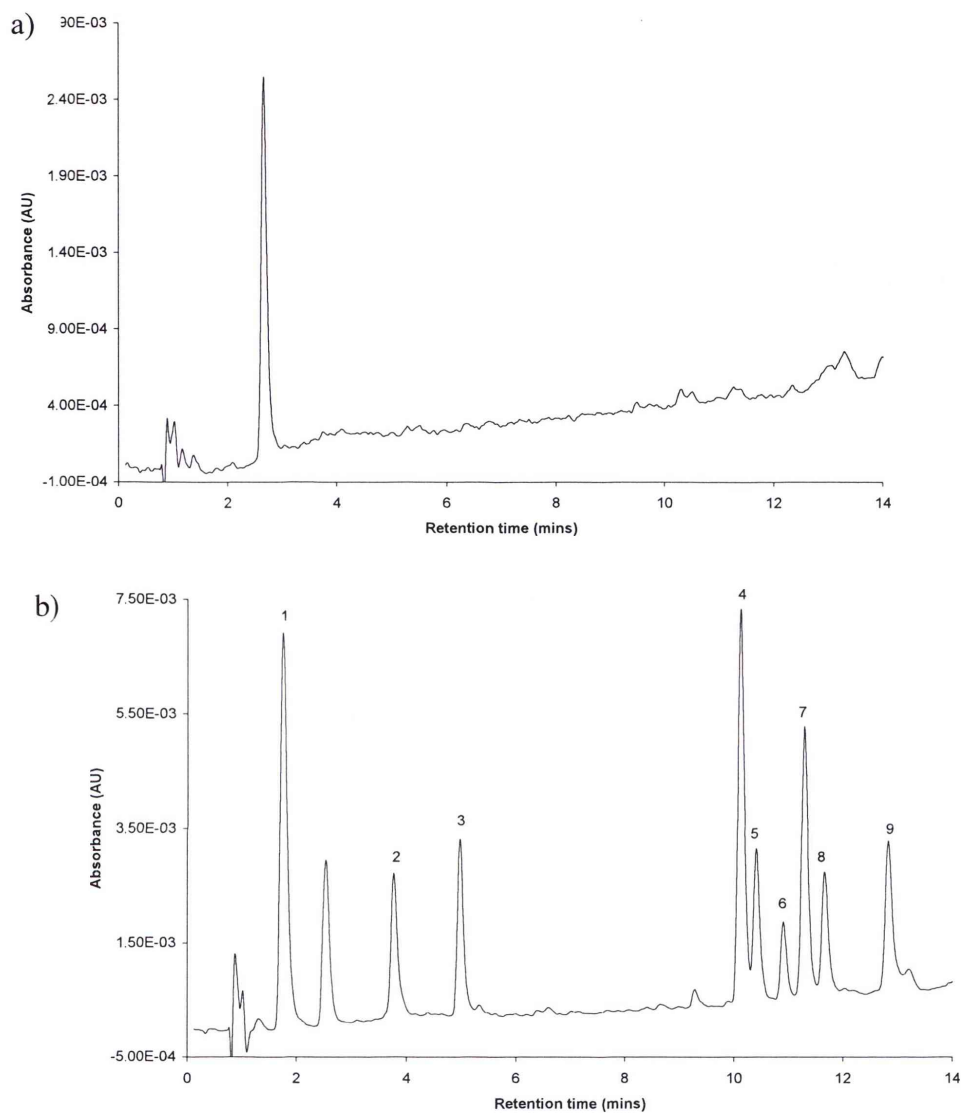 a)
90E-03
2.40E-03
1.90E-03
1.40E-03
9.00E-04
4.00E-04
-1.00E-04
Absorbance (AU)
0 2 4 6 8 10 12 14
Retention time (mins)
b)
7.50E-03
5.50E-03
3.50E-03
1.50E-03
-5.00E-04
Absorbance (AU)
1
2
3
4
5
6
7
8
9
0 2 4 6 8 10 12 14
Retention time (mins)